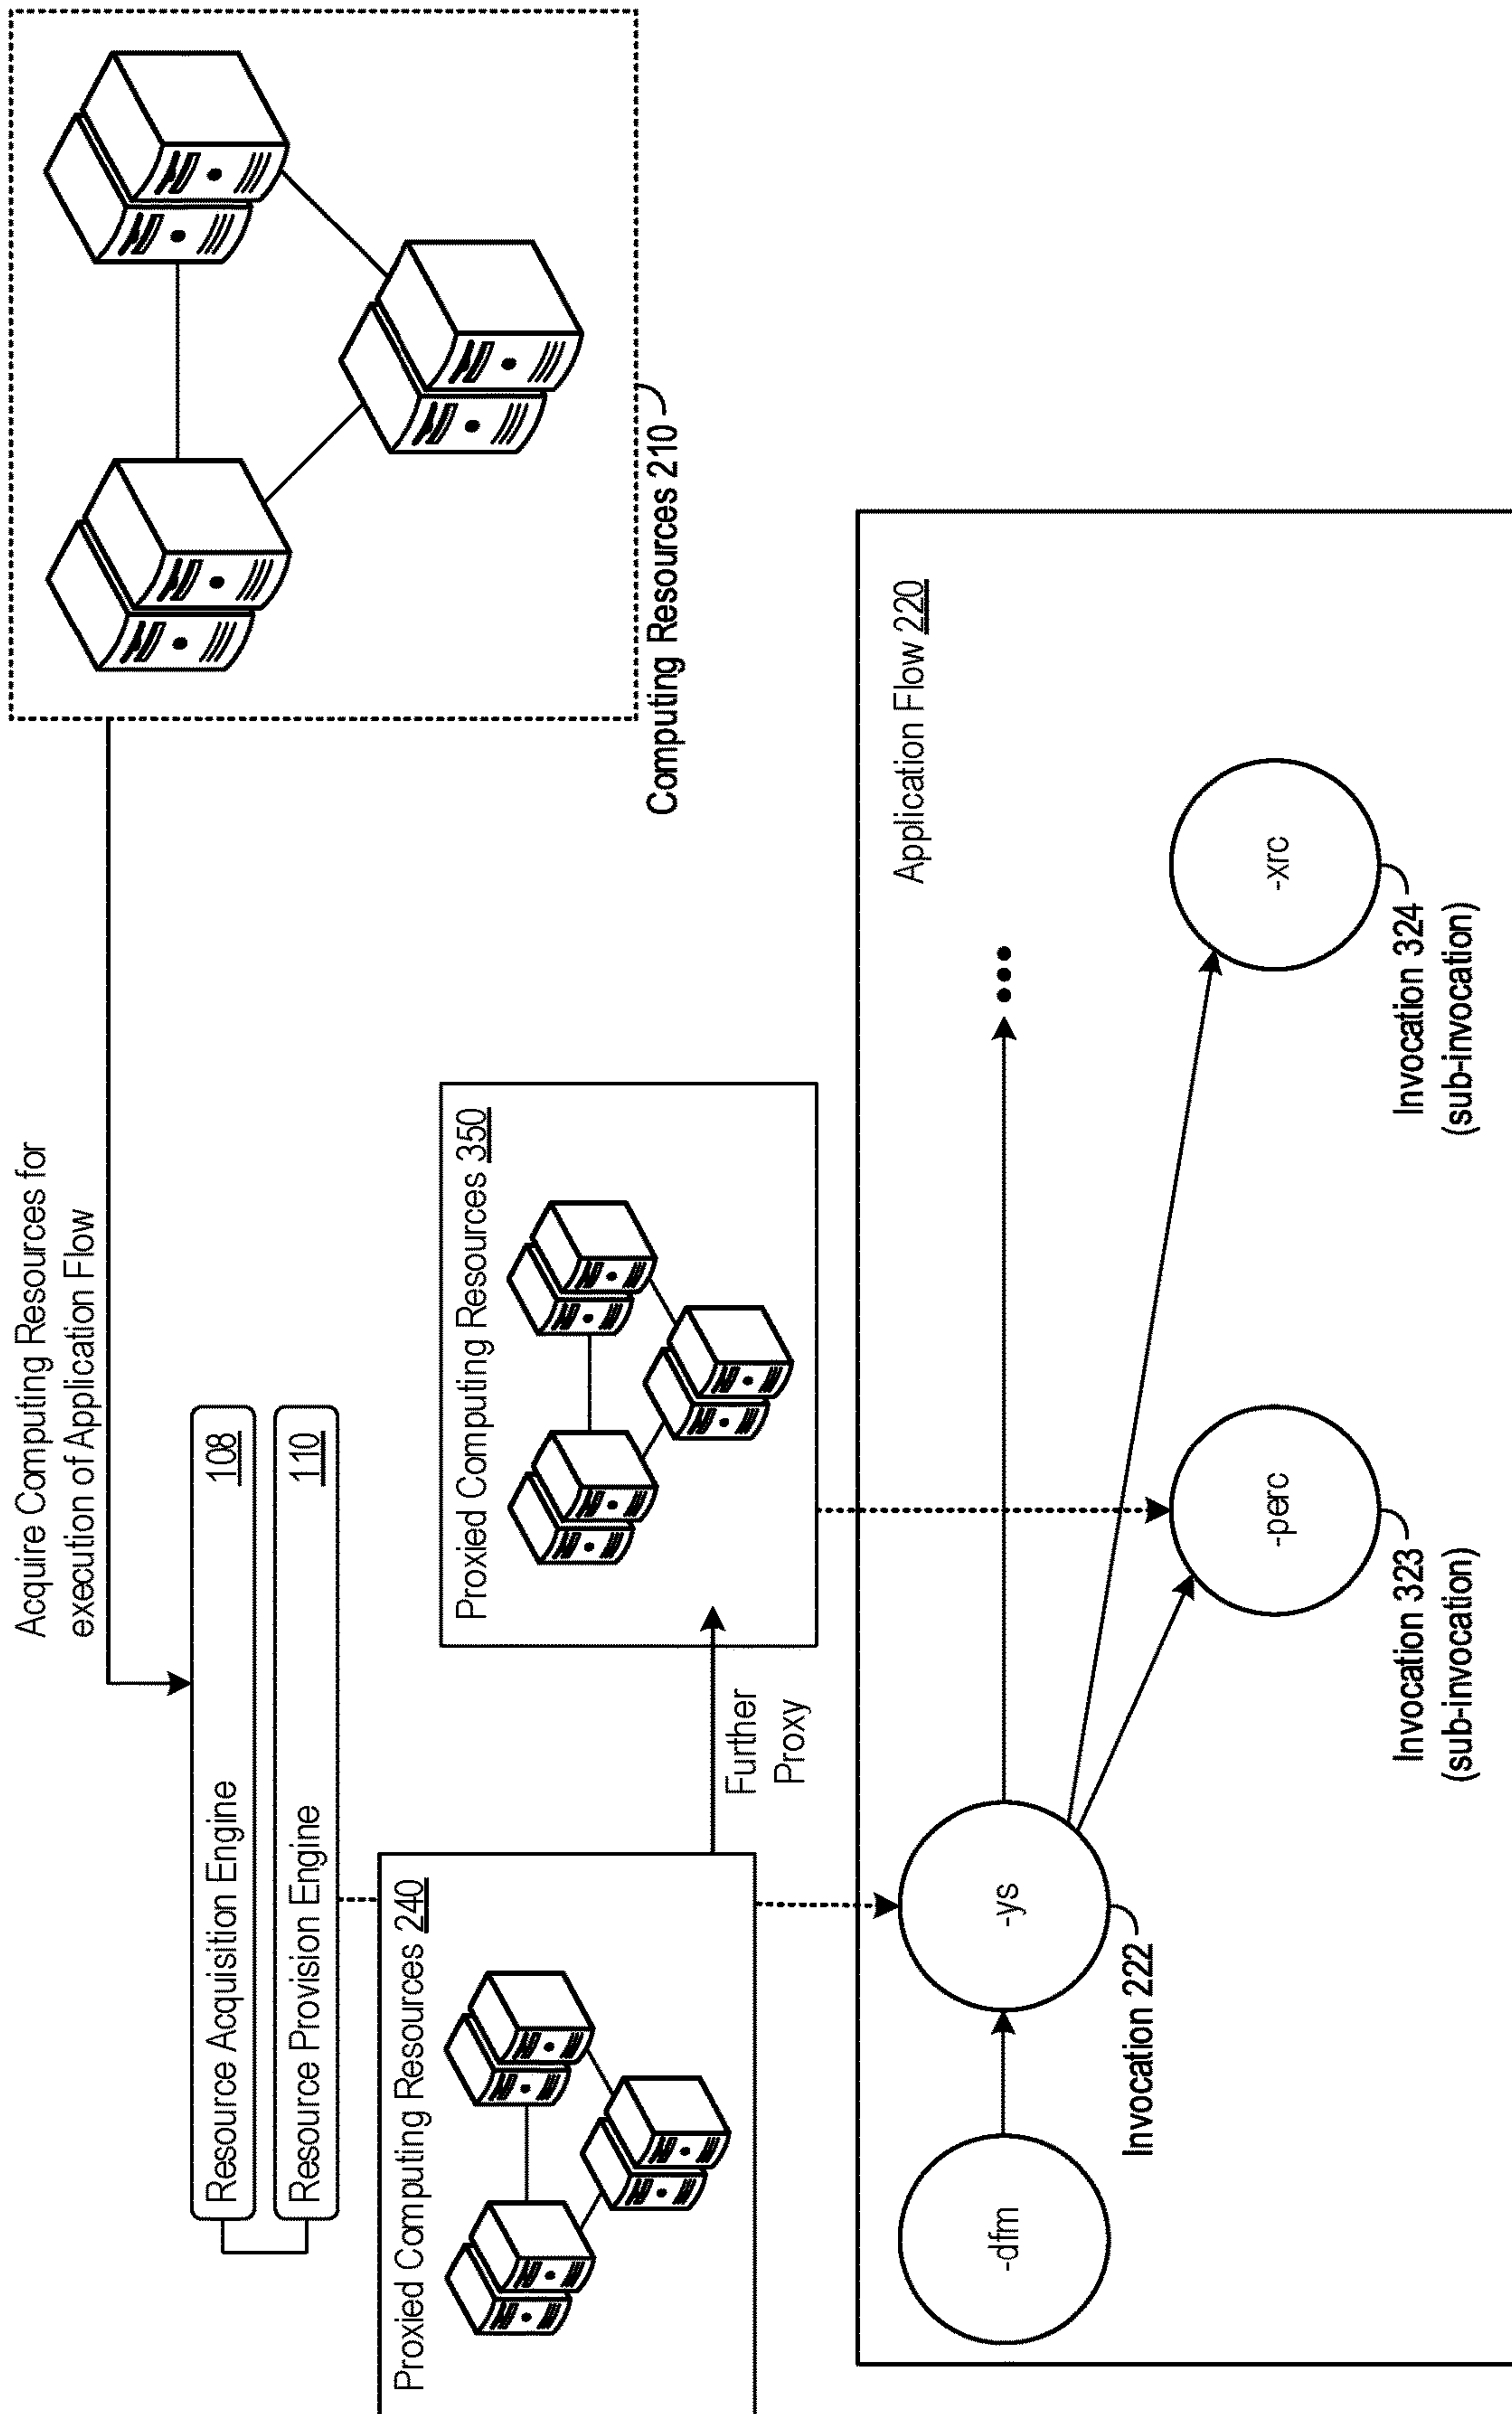 Acquire Computing Resources for
execution of Application Flow
Resource Acquisition Engine 108
Resource Provision Engine 110
Computing Resources 210
Proxied Computing Resources 240
Further
Proxy
Proxied Computing Resources 350
Application Flow 220
-dfm
-ys
-perc
-xrc
•••
Invocation 222
Invocation 323
(sub-invocation)
Invocation 324
(sub-invocation)